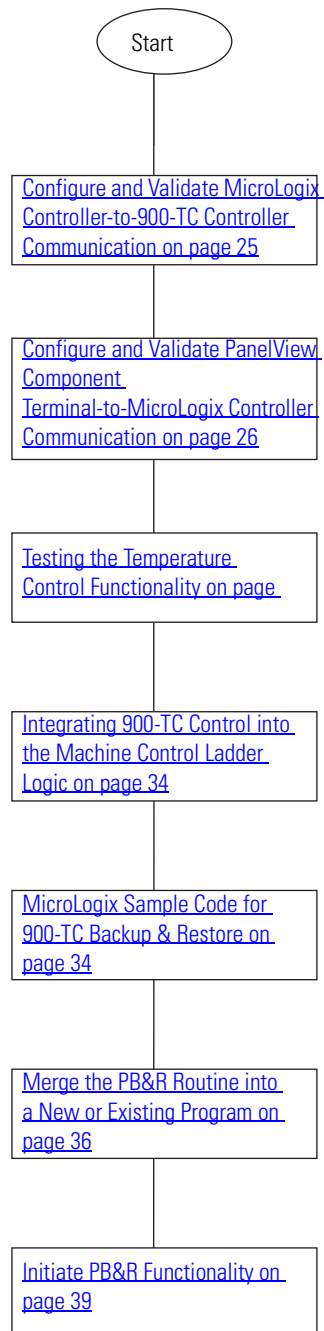 Start
Configure and Validate MicroLogix
Controller-to-900-TC Controller
Communication on page 25
Configure and Validate PanelView
Component
Terminal-to-MicroLogix Controller
Communication on page 26
Testing the Temperature
Control Functionality on page
Integrating 900-TC Control into
the Machine Control Ladder
Logic on page 34
MicroLogix Sample Code for
900-TC Backup & Restore on
page 34
Merge the PB&R Routine into
a New or Existing Program on
page 36
Initiate PB&R Functionality on
page 39